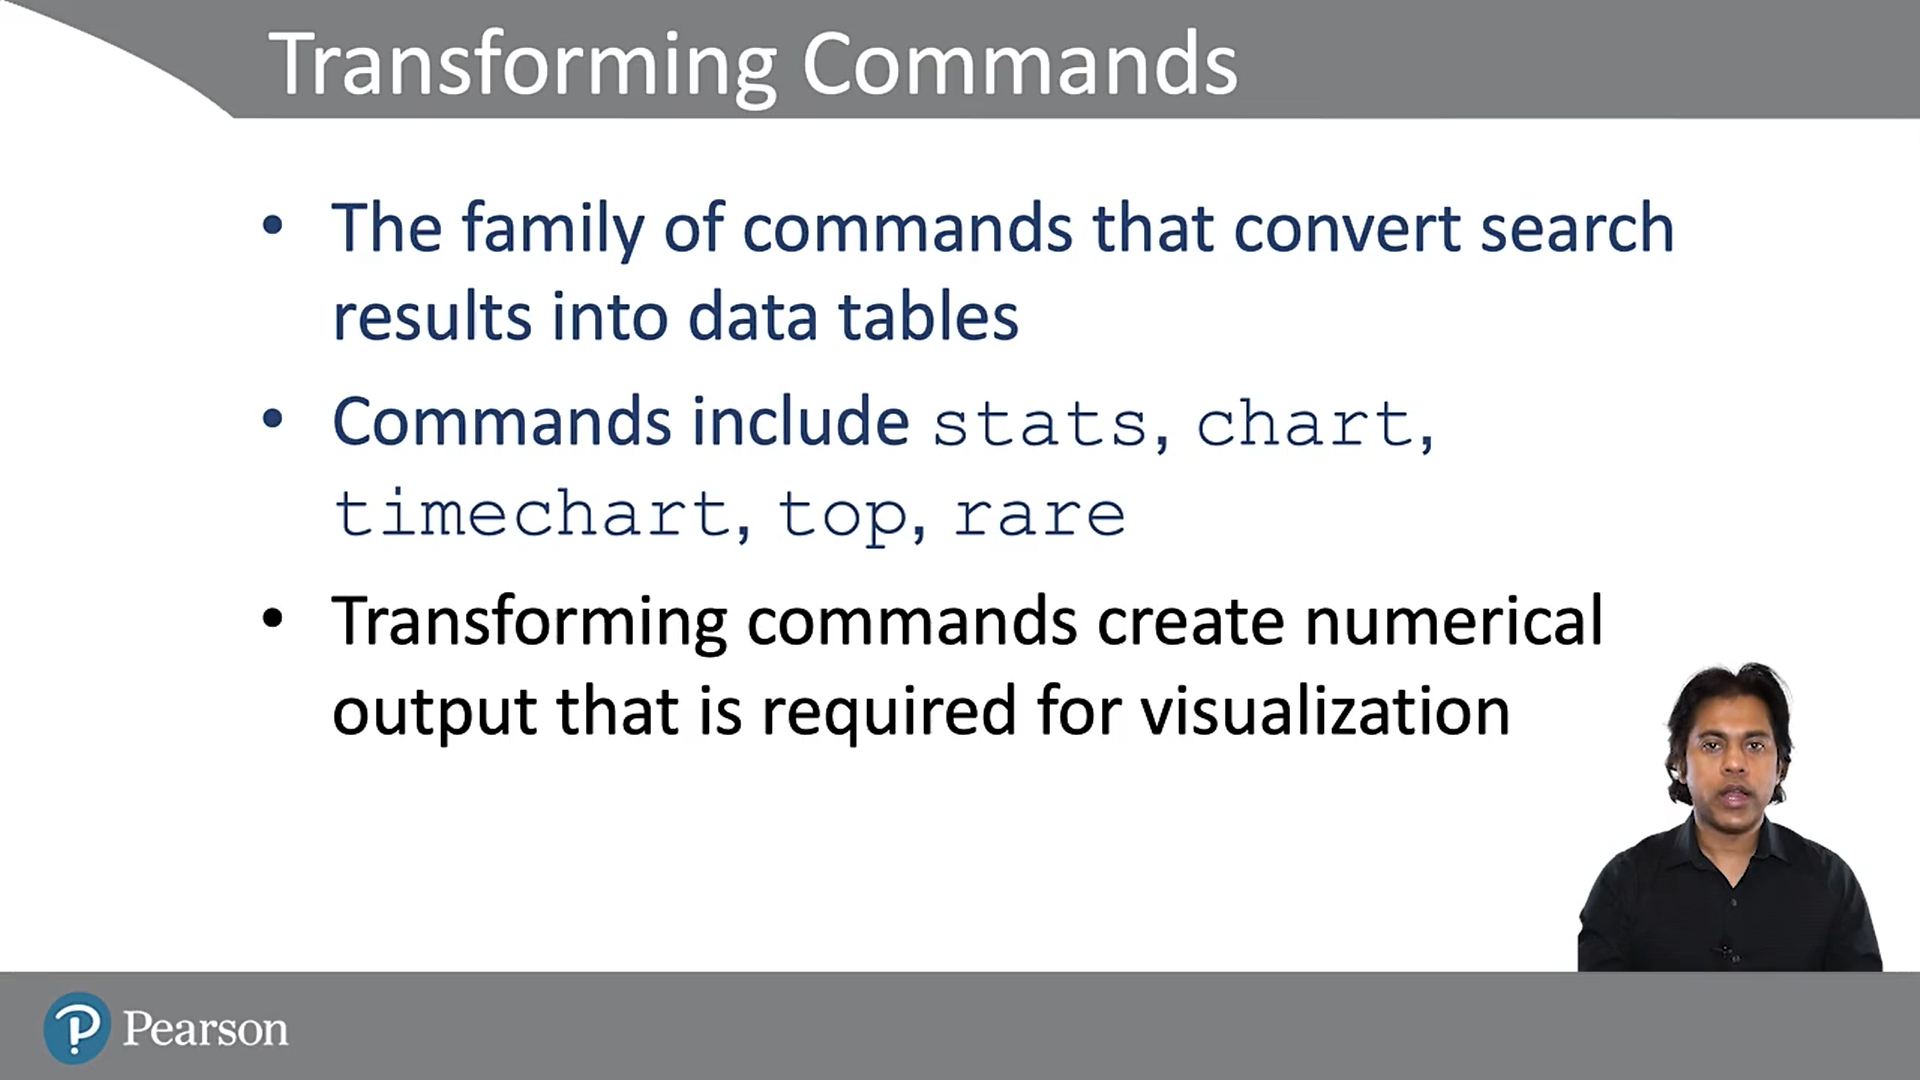 Transforming Commands
• The family of commands that convert search
results into data tables
• Commands include stats, chart,
timechart, top, rare
• Transforming commands create numerical
output that is required for visualization
Pearson